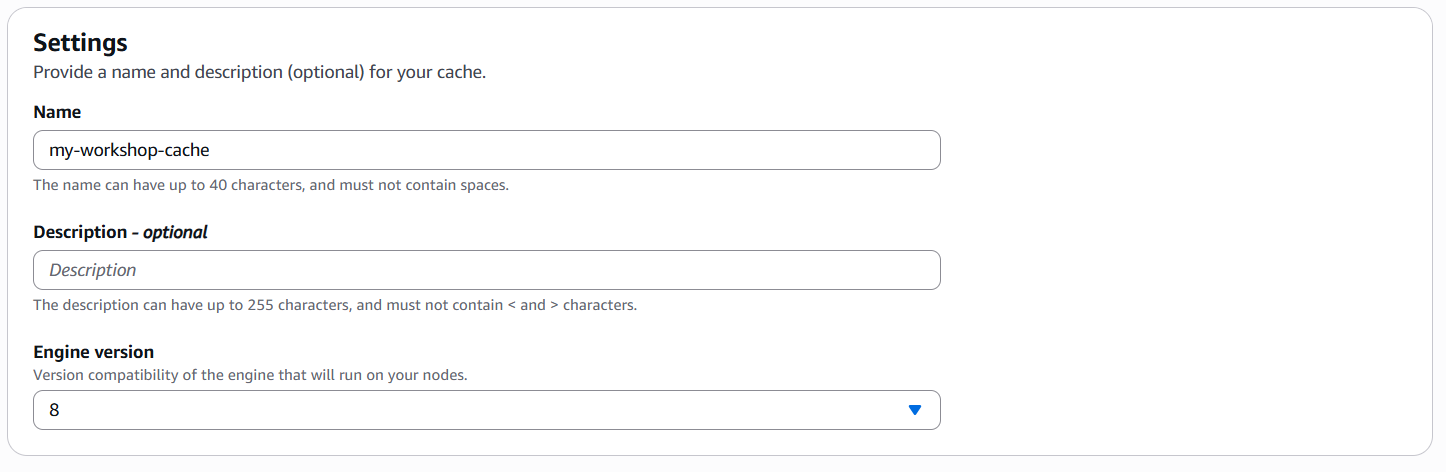 Settings
Provide a name and description (optional) for your cache.
Name
my-workshop-cache
The name can have up to 40 characters, and must not contain spaces.
Description - optional
Description
The description can have up to 255 characters, and must not contain < and > characters.
Engine version
Version compatibility of the engine that will run on your nodes.
8